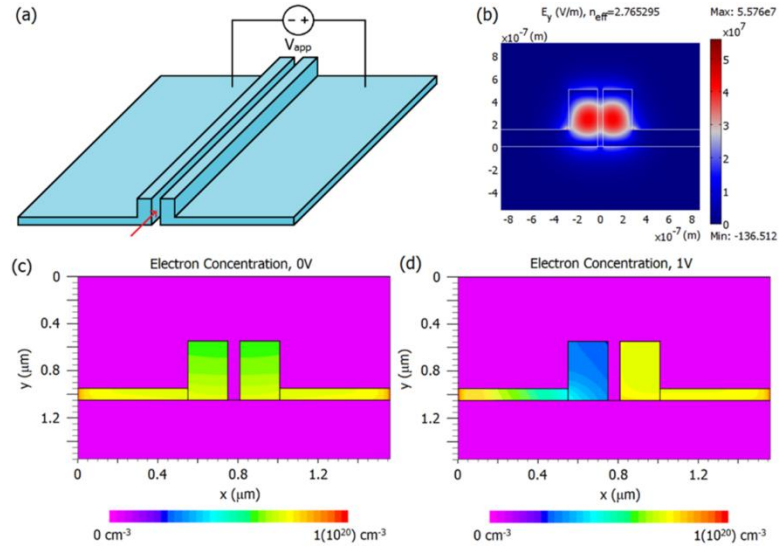 (a)
V_app
(b)
E_y (V/m), n_eff=2.765295
Max: 5.576e7
x10^-7 (m)
x10^7
8
6
4
2
0
-2
-4
-8 -6 -4 -2 0 2 4 6 8
x10^-7 (m)
5
4
3
2
1
0
Min: -136.512
(c)
Electron Concentration, 0V
0
0.4
0.8
1.2
y (μm)
0 0.4 0.8 1.2
x (μm)
0 cm^-3 1(10^20) cm^-3
(d)
Electron Concentration, 1V
0
0.4
0.8
1.2
y (μm)
0 0.4 0.8 1.2
x (μm)
0 cm^-3 1(10^20) cm^-3